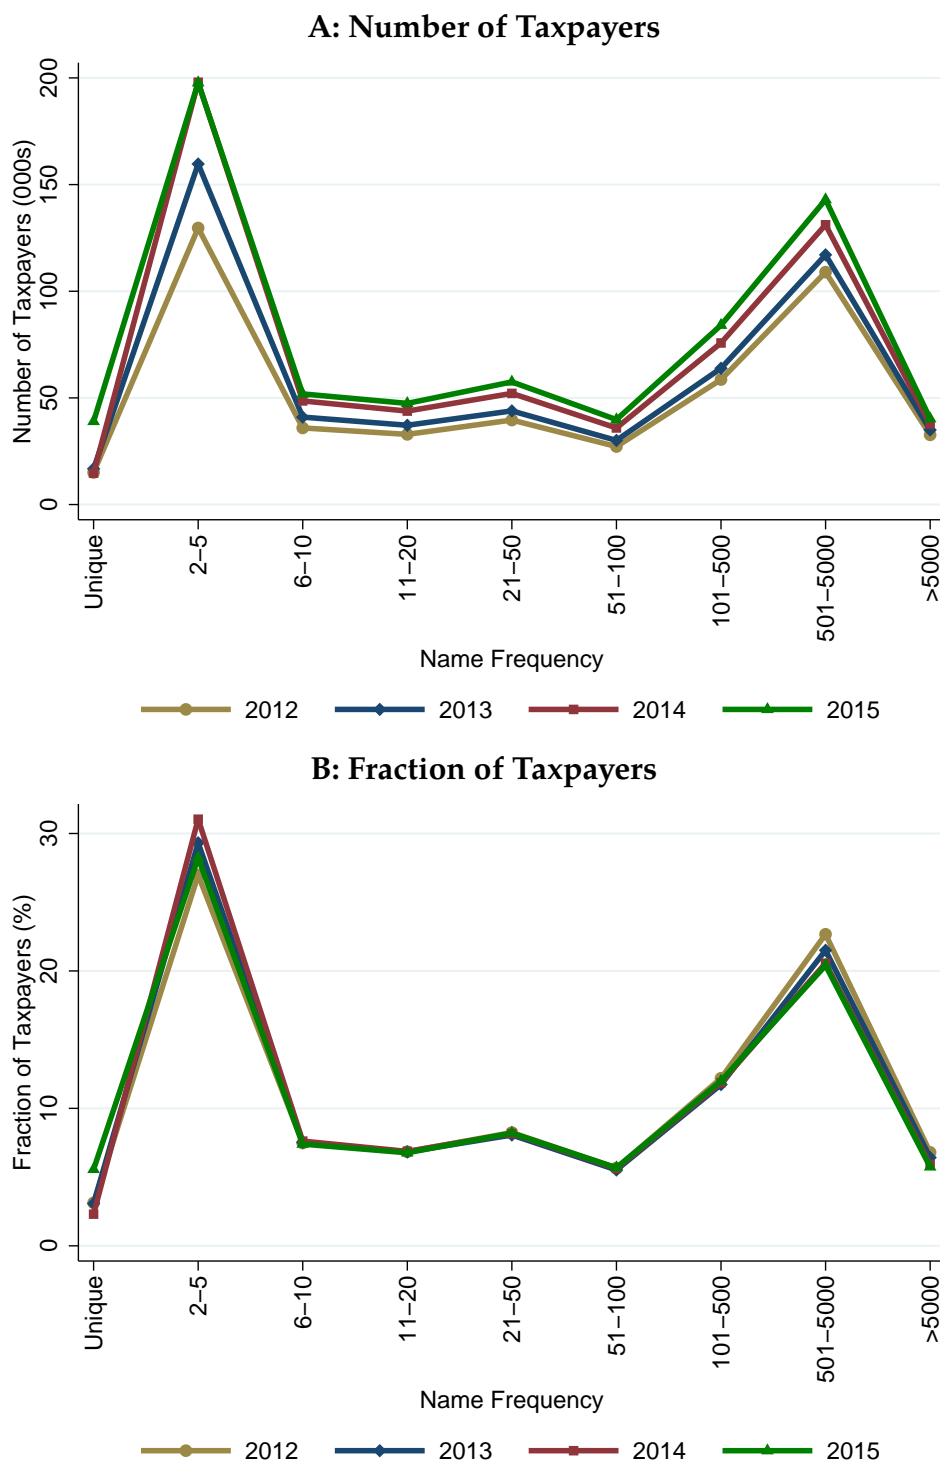 A: Number of Taxpayers
Number of Taxpayers (000s)
200
150
100
50
0
Unique
2–5
6–10
11–20
21–50
51–100
101–500
501–5000
>5000
Name Frequency
2012 2013 2014 2015
B: Fraction of Taxpayers
Fraction of Taxpayers (%)
30
20
10
0
Unique
2–5
6–10
11–20
21–50
51–100
101–500
501–5000
>5000
Name Frequency
2012 2013 2014 2015